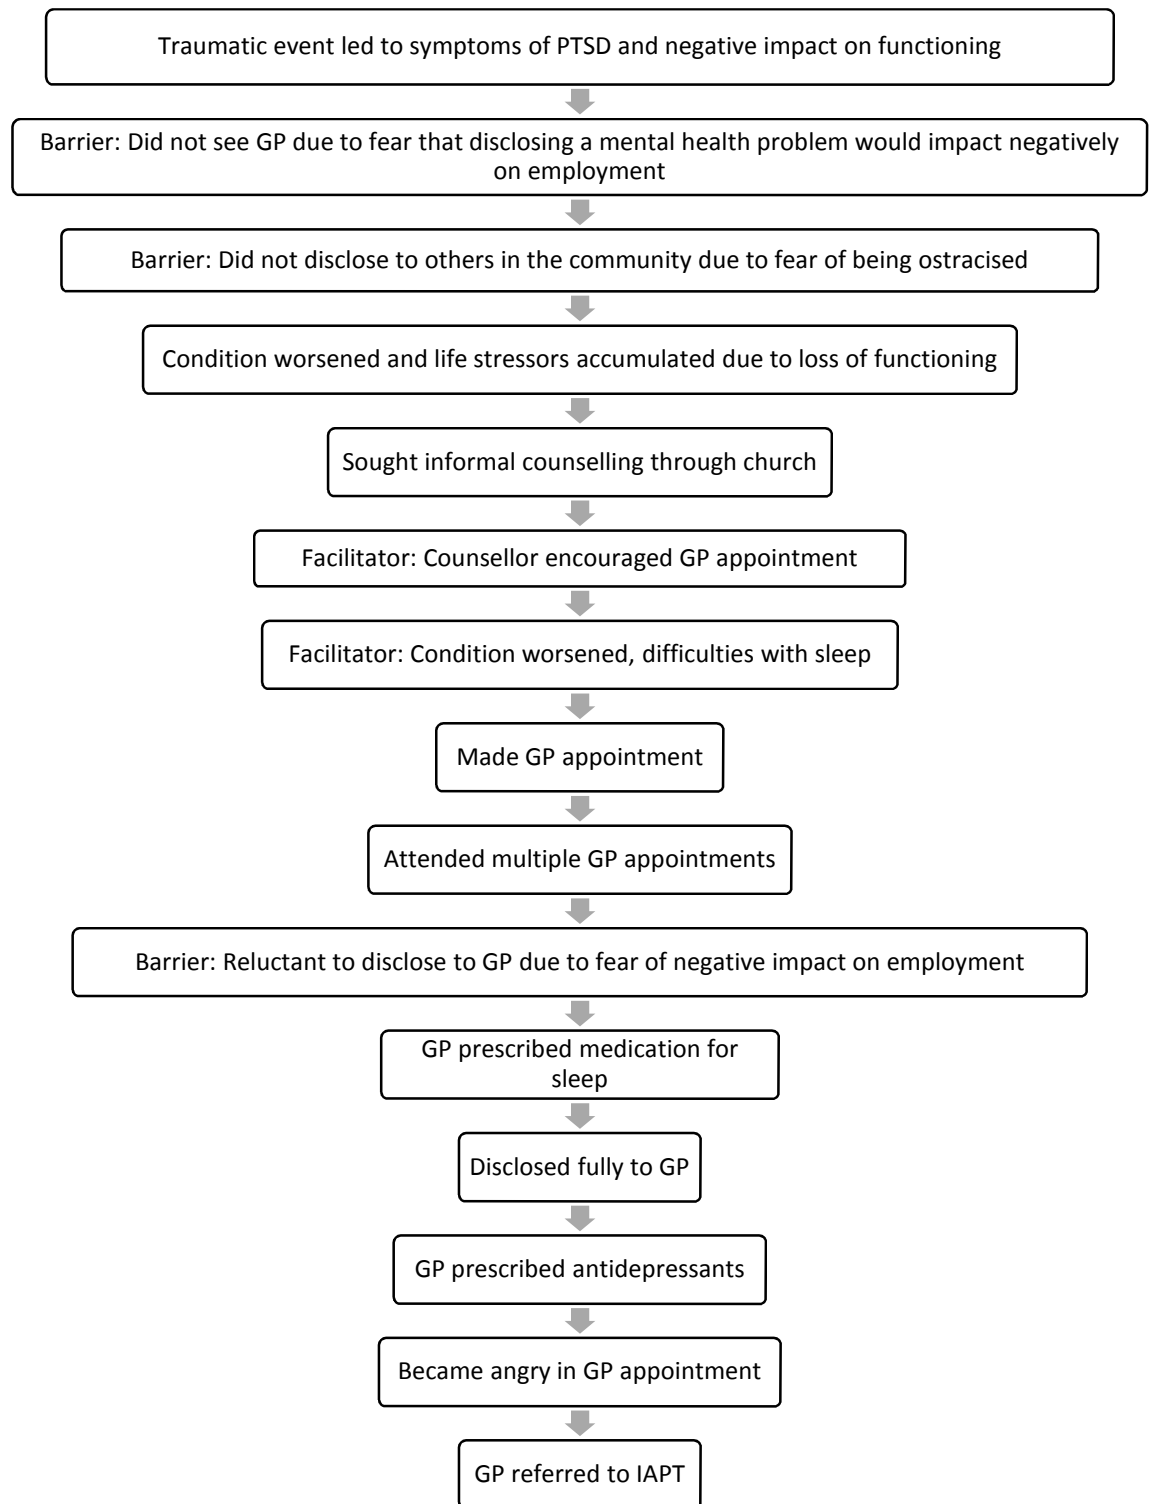 Traumatic event led to symptoms of PTSD and negative impact on functioning
Barrier: Did not see GP due to fear that disclosing a mental health problem would impact negatively
on employment
Barrier: Did not disclose to others in the community due to fear of being ostracised
Condition worsened and life stressors accumulated due to loss of functioning
Sought informal counselling through church
Facilitator: Counsellor encouraged GP appointment
Facilitator: Condition worsened, difficulties with sleep
Made GP appointment
Attended multiple GP appointments
Barrier: Reluctant to disclose to GP due to fear of negative impact on employment
GP prescribed medication for
sleep
Disclosed fully to GP
GP prescribed antidepressants
Became angry in GP appointment
GP referred to IAPT